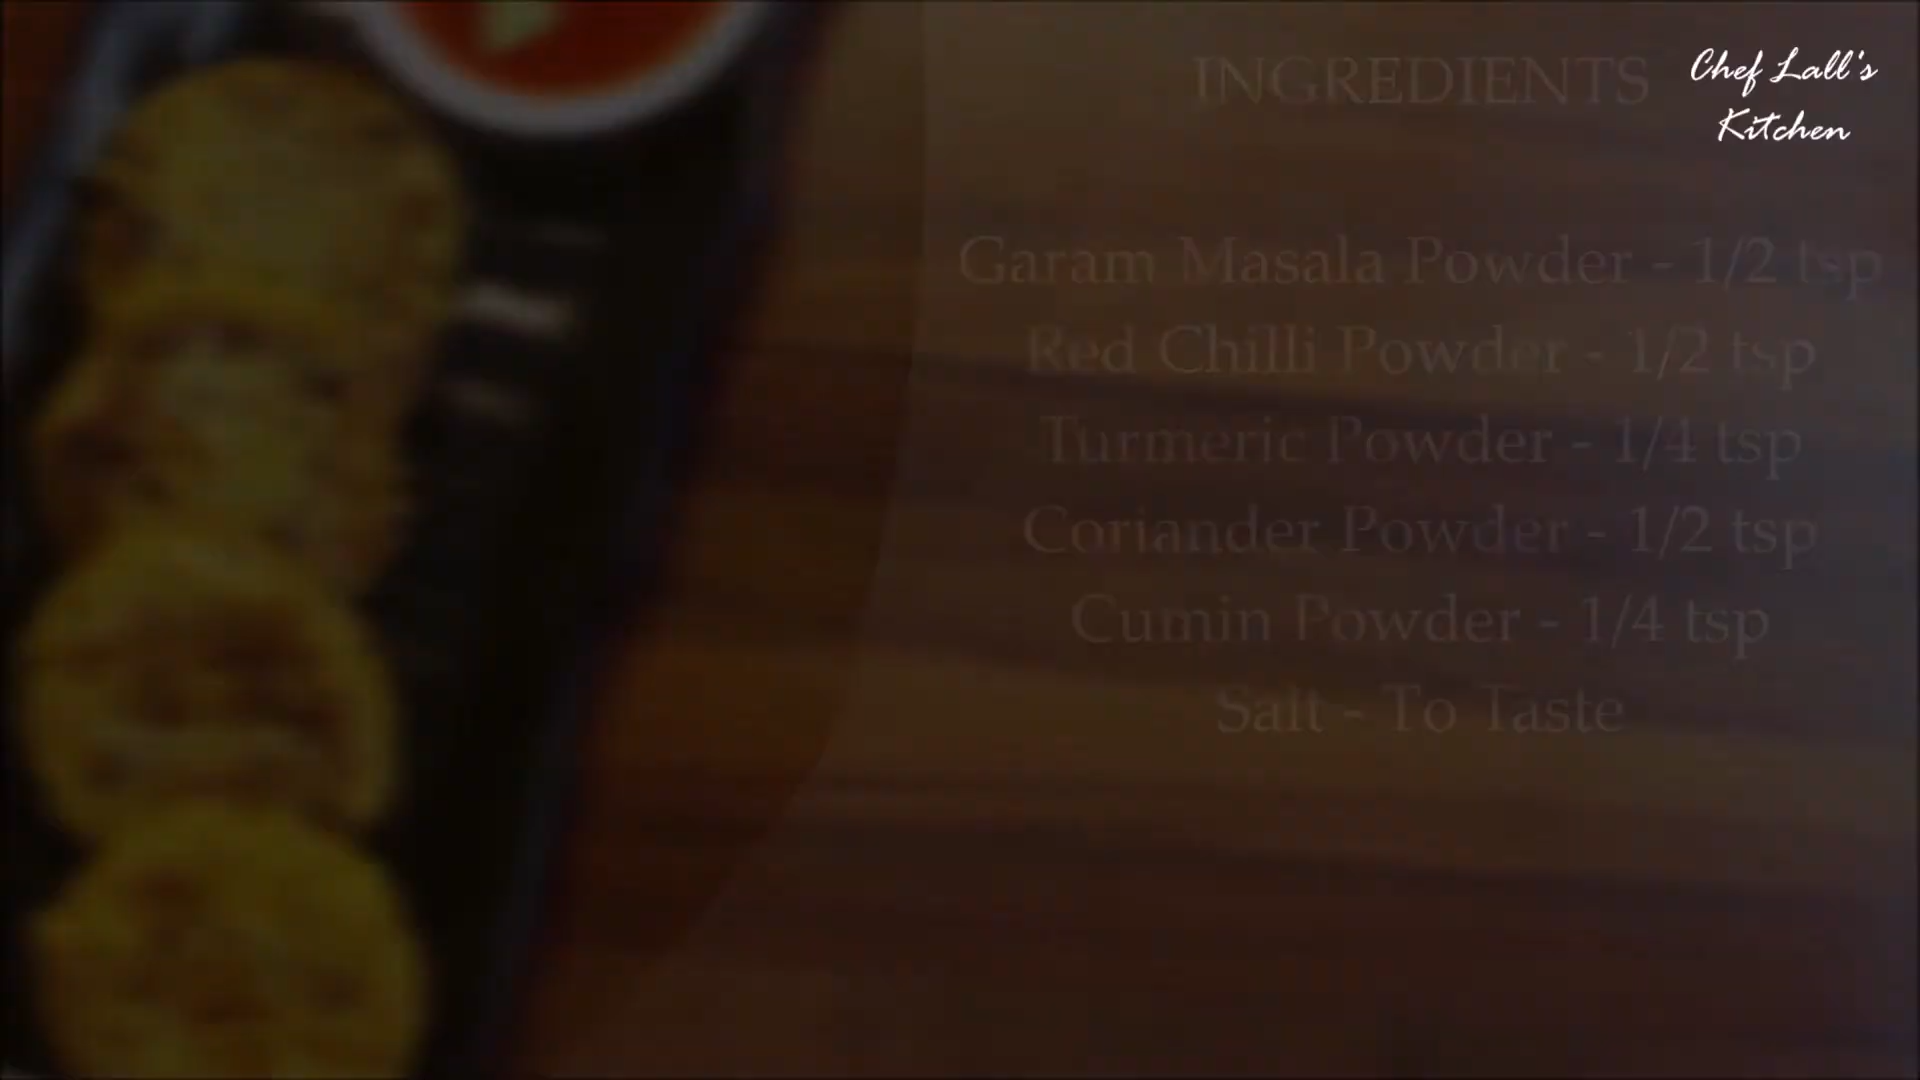 INGREDIENTS
Chef Lall's
Kitchen
Garam Masala Powder - 1/2 tsp
Red Chilli Powder - 1/2 tsp
Turmeric Powder - 1/4 tsp
Coriander Powder - 1/2 tsp
Cumin Powder - 1/4 tsp
Salt - To Taste